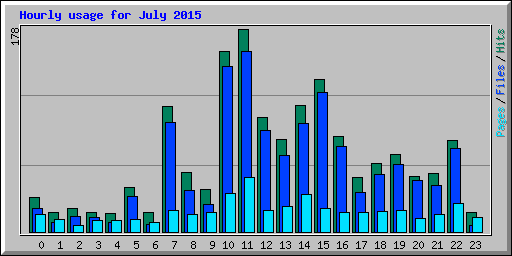 Hourly usage for July 2015
178
Pages / Files / Hits
0 1 2 3 4 5 6 7 8 9 10 11 12 13 14 15 16 17 18 19 20 21 22 23